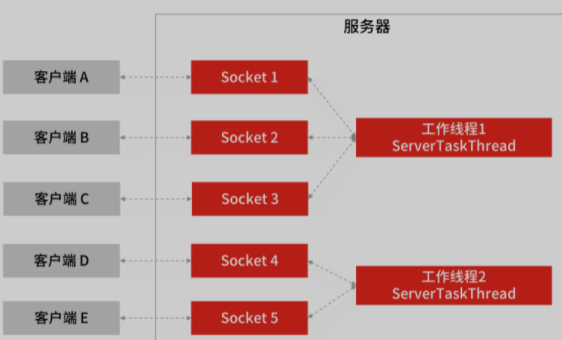 服务器
客户端 A
Socket 1
客户端 B
Socket 2
工作线程1
ServerTaskThread
客户端 C
Socket 3
客户端 D
Socket 4
工作线程2
ServerTaskThread
客户端 E
Socket 5